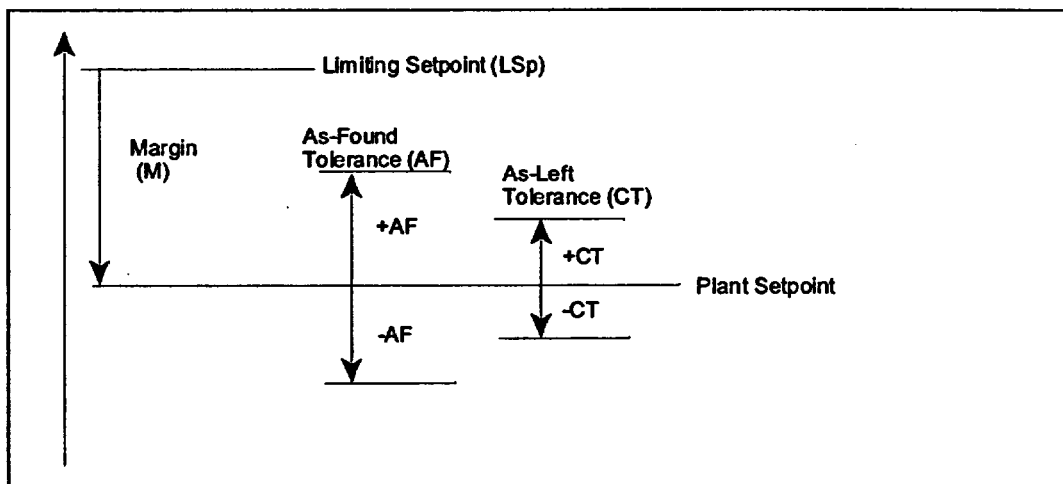 Limiting Setpoint (LSp)
Margin
(M)
As-Found
Tolerance (AF)
As-Left
Tolerance (CT)
+AF
+CT
Plant Setpoint
-CT
-AF